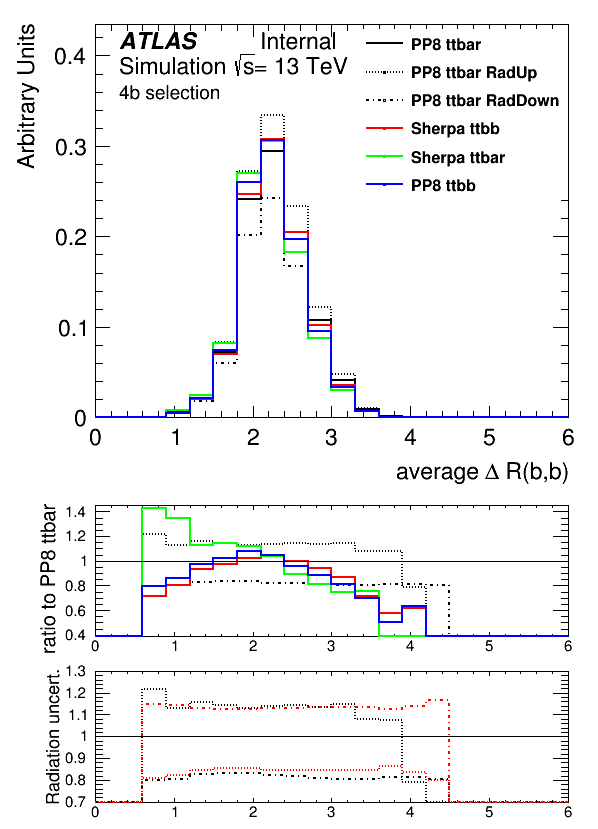 ATLAS Internal
Simulation √s= 13 TeV
4b selection
PP8 ttbar
PP8 ttbar RadUp
PP8 ttbar RadDown
Sherpa ttbb
Sherpa ttbar
PP8 ttbb
Arbitrary Units
0.4
0.3
0.2
0.1
0
0 1 2 3 4 5 6
average Δ R(b,b)
ratio to PP8 ttbar
1.4
1.2
1
0.8
0.6
0.4
0 1 2 3 4 5 6
Radiation uncert.
1.3
1.2
1.1
1
0.9
0.8
0.7
0 1 2 3 4 5 6